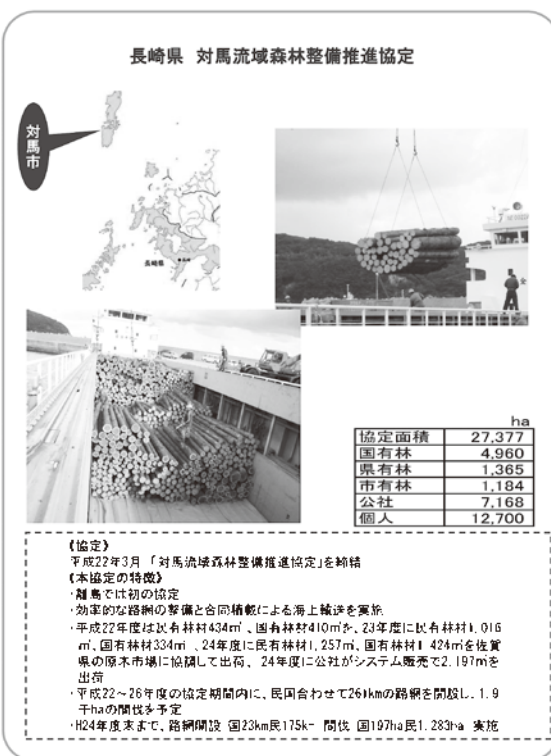 長崎県 対馬流域森林整備推進協定
対馬市
長崎県
ha
協定面積 27,377
国有林 4,960
県有林 1,365
市有林 1,184
公社 7,168
個人 12,700
《協定》
平成22年3月 「対馬流域森林整備推進協定」を締結
《本協定の特徴》
・離島では初の協定
・効率的な路網の整備と合同積載による海上輸送を実施
・平成22年度は民有林材434㎥、国有林材410㎥を、23年度に民有林材1,016
㎥、国有林材334㎥、24年度に民有林材1,257㎥、国有林材1,424㎥を佐賀
県の原木市場に協調して出荷、24年度に公社がシステム販売で2,197㎥を
出荷
・平成22～26年度の協定期間内に、民国合わせて260kmの路網を開設し、1.9
千haの間伐を予定
・H24年度末まで、路網開設 国23km民175k 間伐 国197ha民1,283ha 実施